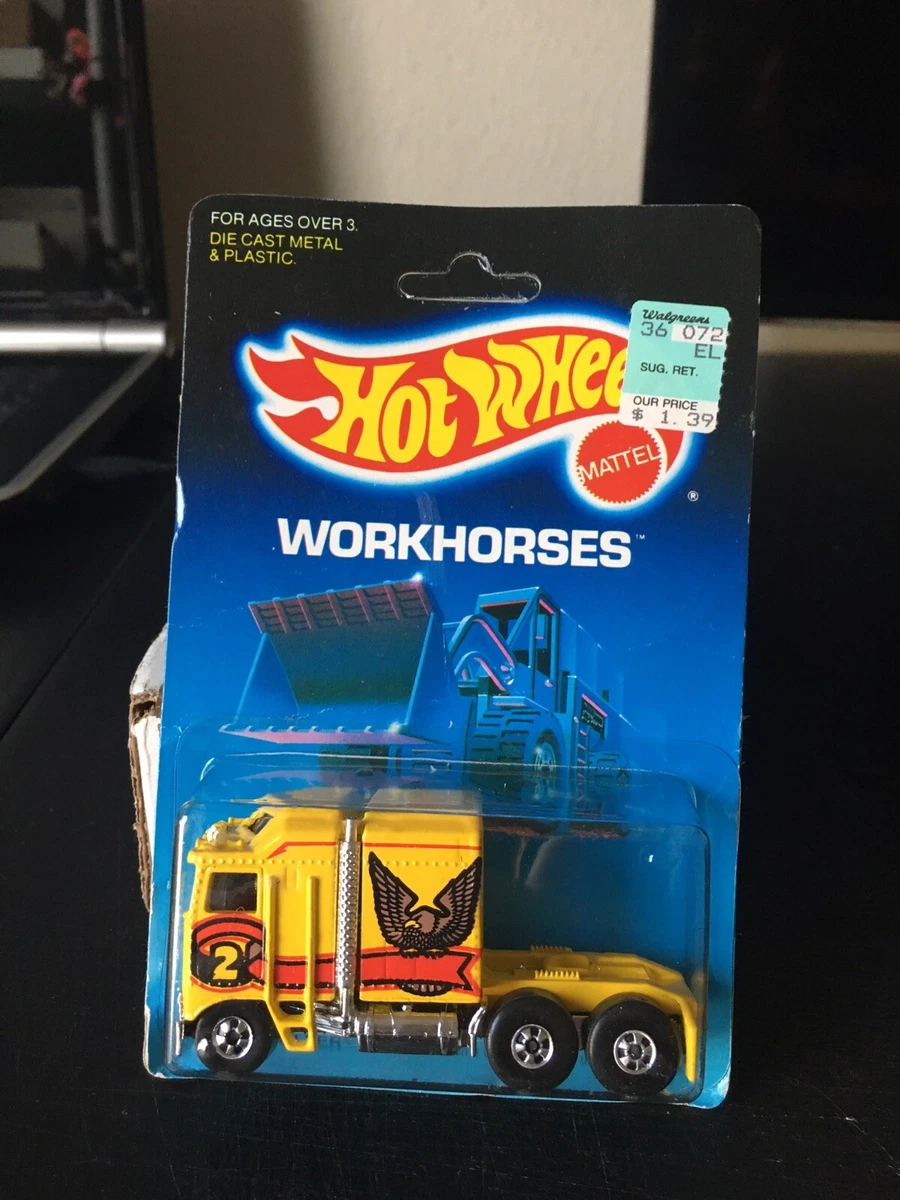 FOR AGES OVER 3.
DIE CAST METAL
& PLASTIC.
Walgreens
36 072
EL
SUG. RET.
OUR PRICE
$ 1.39
HOT WHEE
MATTEL
®
WORKHORSES™
2